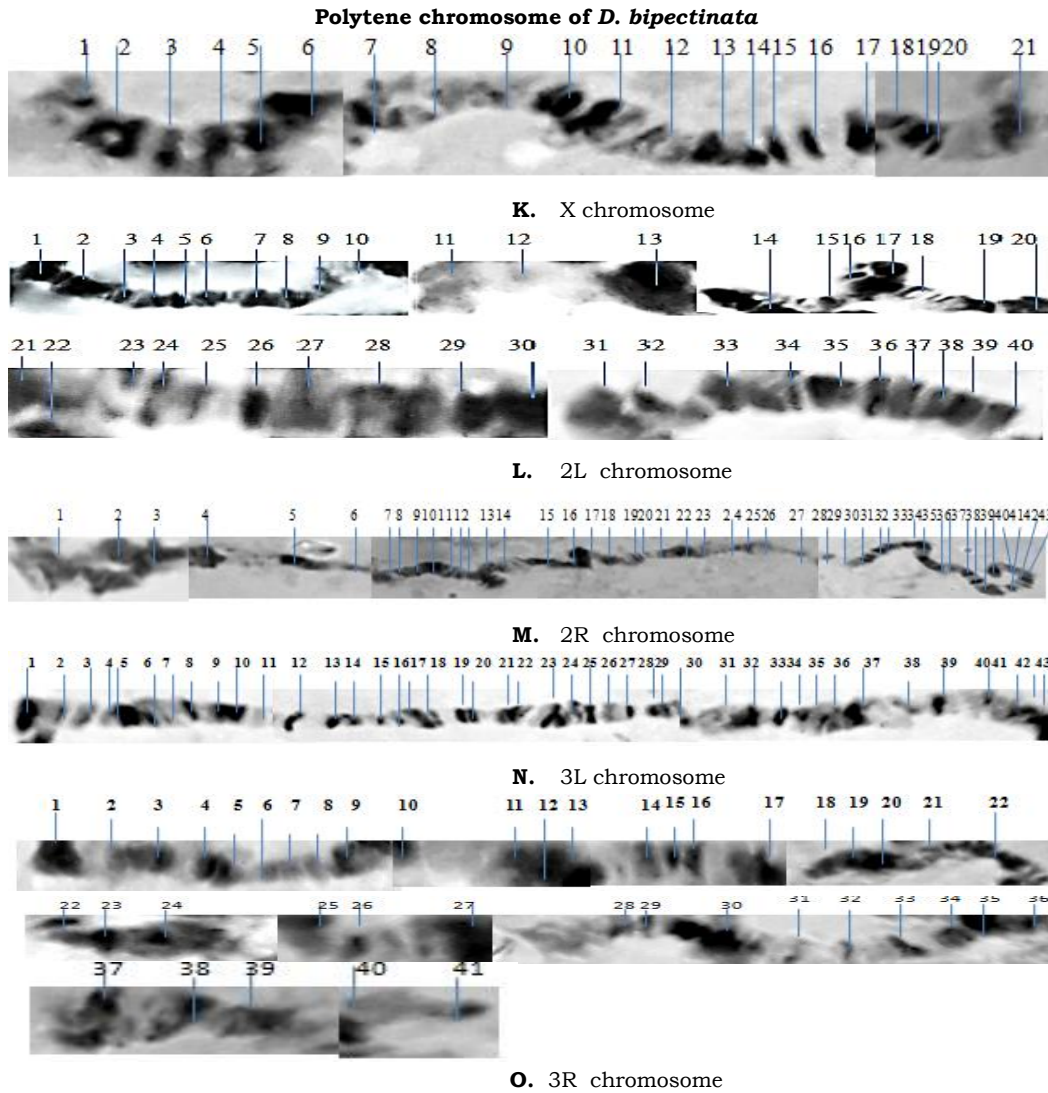 Polytene chromosome of D. bipectinata
1 2 3 4 5 6 7 8 9 10 11 12 13 14 15 16 17 18 19 20 21
K. X chromosome
1 2 3 4 5 6 7 8 9 10 11 12 13 14 15 16 17 18 19 20
21 22 23 24 25 26 27 28 29 30 31 32 33 34 35 36 37 38 39 40
L. 2L chromosome
1 2 3 4 5 6 7 8 9 10 11 12 13 14 15 16 17 18 19 20 21 22 23 2 4 25 26 27 28 29 30 31 32
M. 2R chromosome
1 2 3 4 5 6 7 8 9 10 11 12 13 14 15 16 17 18 19 20 21 22 23 24 25 26 27 28 29 30 31 32 33 34 35 36 37 38 39 40 41 42 43
N. 3L chromosome
1 2 3 4 5 6 7 8 9 10 11 12 13 14 15 16 17 18 19 20 21 22
22 23 24 25 26 27 28 29 30 31 32 33 34 35 36
37 38 39 40 41
O. 3R chromosome